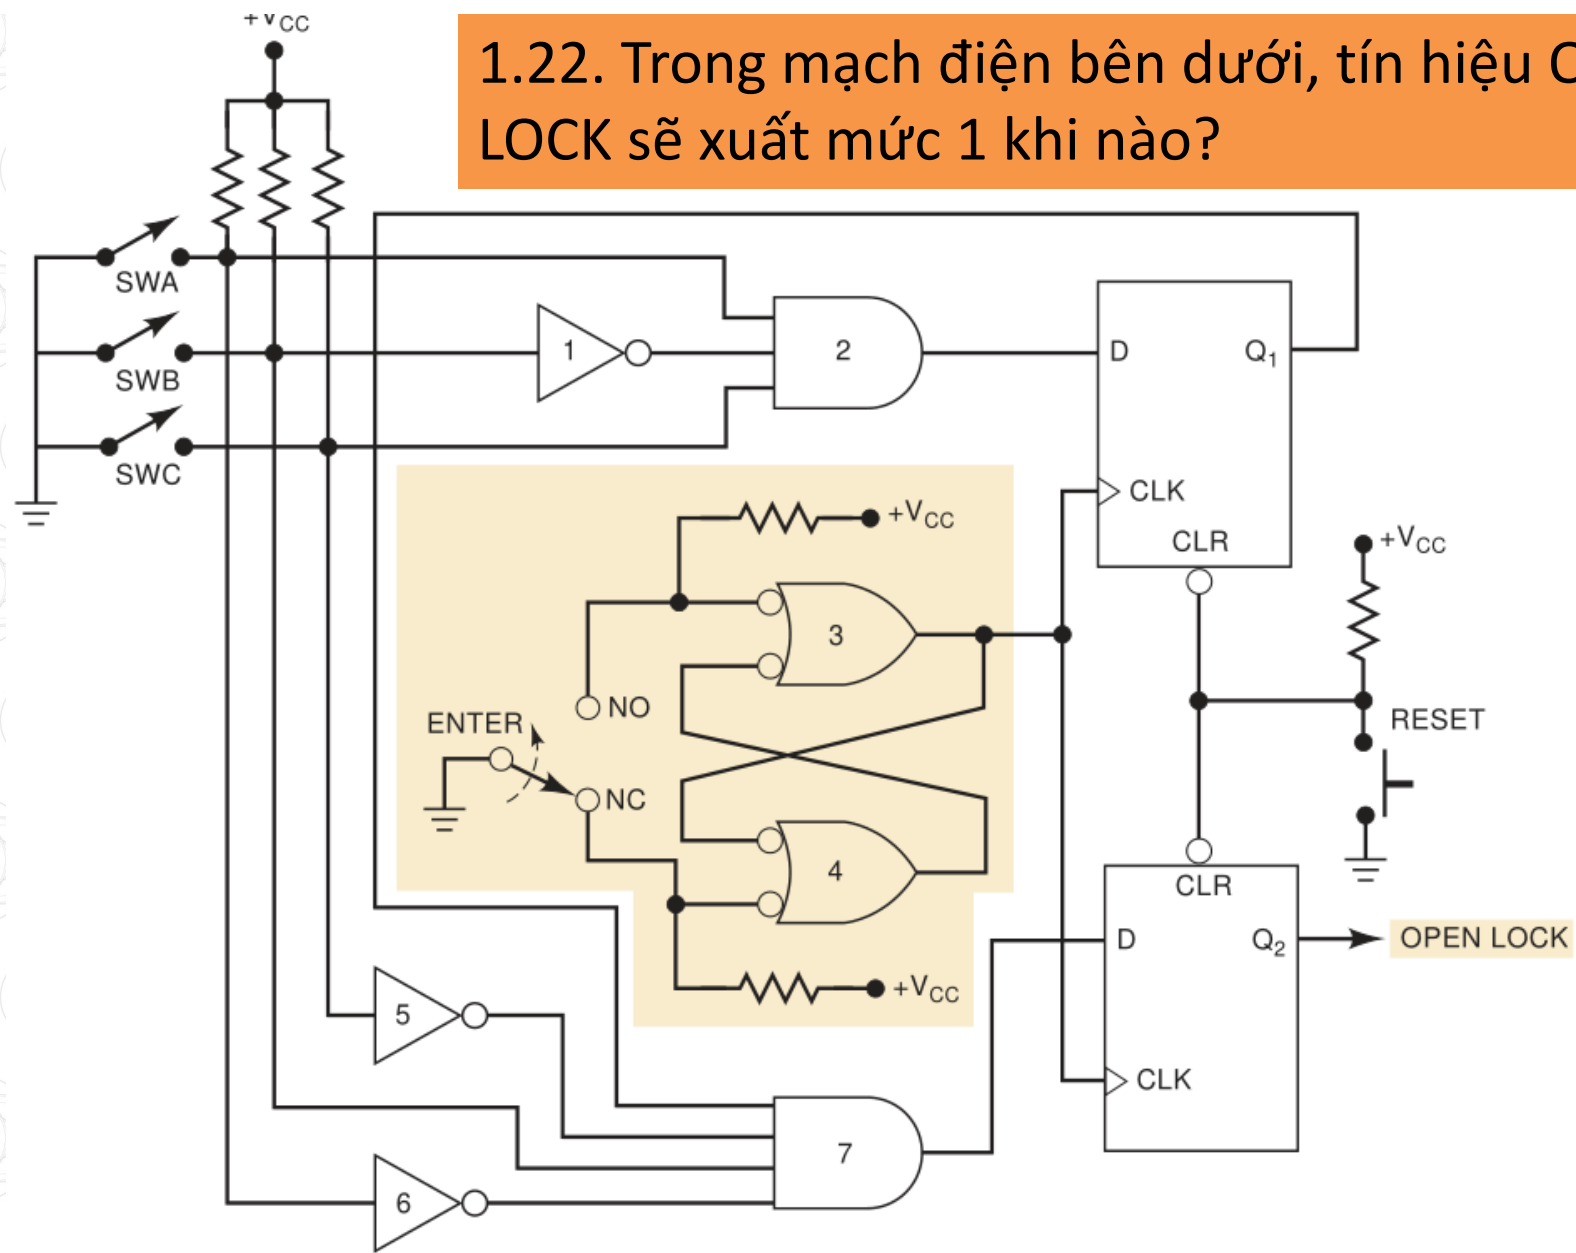 +VCC
1.22. Trong mạch điện bên dưới, tín hiệu
LOCK sẽ xuất mức 1 khi nào?
SWA
SWB
SWC
1
2
D
Q1
CLK
CLR
+VCC
3
NO
ENTER
NC
4
+VCC
+VCC
RESET
CLR
D
Q2
OPEN LOCK
CLK
5
6
7